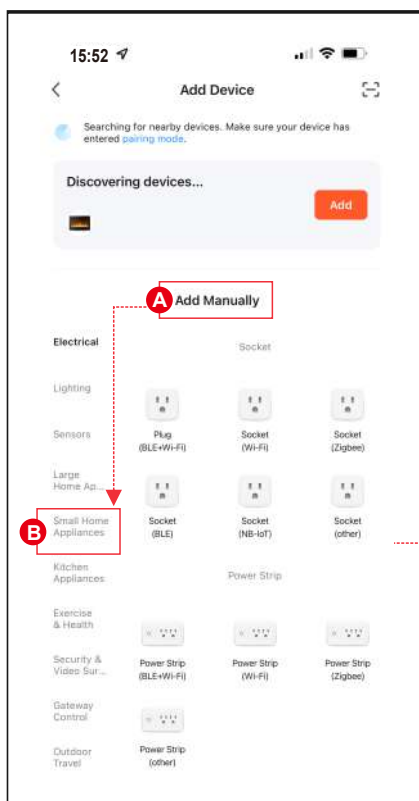 15:52
Add Device
Searching for nearby devices. Make sure your device has
entered pairing mode.
Discovering devices...
Add
A
Add Manually
Electrical
Socket
Lighting
Sensors
Plug
(BLE+Wi-Fi)
Socket
(Wi-Fi)
Socket
(Zigbee)
Large
Home Ap...
B
Small Home
Appliances
Socket
(BLE)
Socket
(NB-IoT)
Socket
(other)
Kitchen
Appliances
Power Strip
Exercise
& Health
Security &
Video Sur...
Power Strip
(BLE+Wi-Fi)
Power Strip
(Wi-Fi)
Power Strip
(Zigbee)
Gateway
Control
Outdoor
Travel
Power Strip
(other)